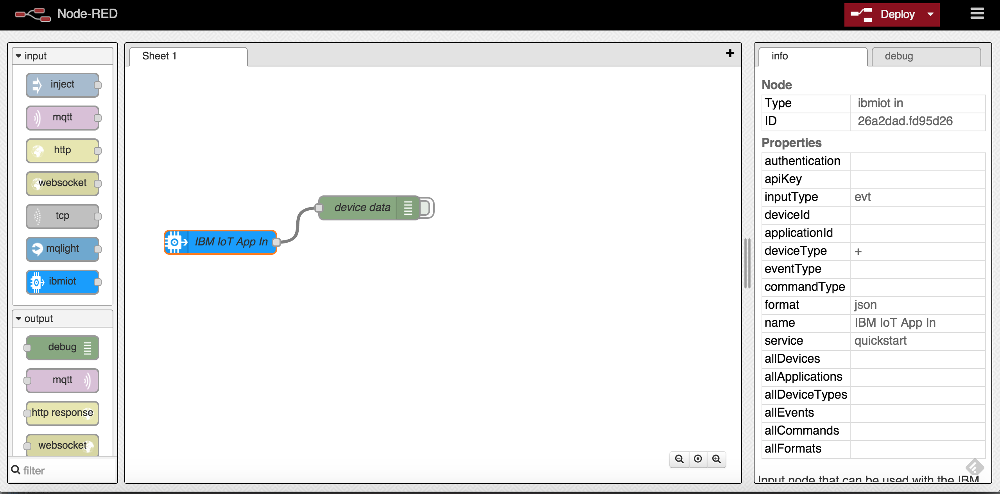 Node-RED
Deploy
input
inject
mqtt
http
websocket
tcp
mqlight
ibmiot
output
debug
mqtt
http response
websocket
filter
Sheet 1
device data
IBM IoT App In
info
debug
Node
Type ibmiot in
ID 26a2dad.fd95d26
Properties
authentication
apiKey
inputType evt
deviceId
applicationId
deviceType +
eventType
commandType
format json
name IBM IoT App In
service quickstart
allDevices
allApplications
allDeviceTypes
allEvents
allCommands
allFormats
Input node that can be used with the IBM